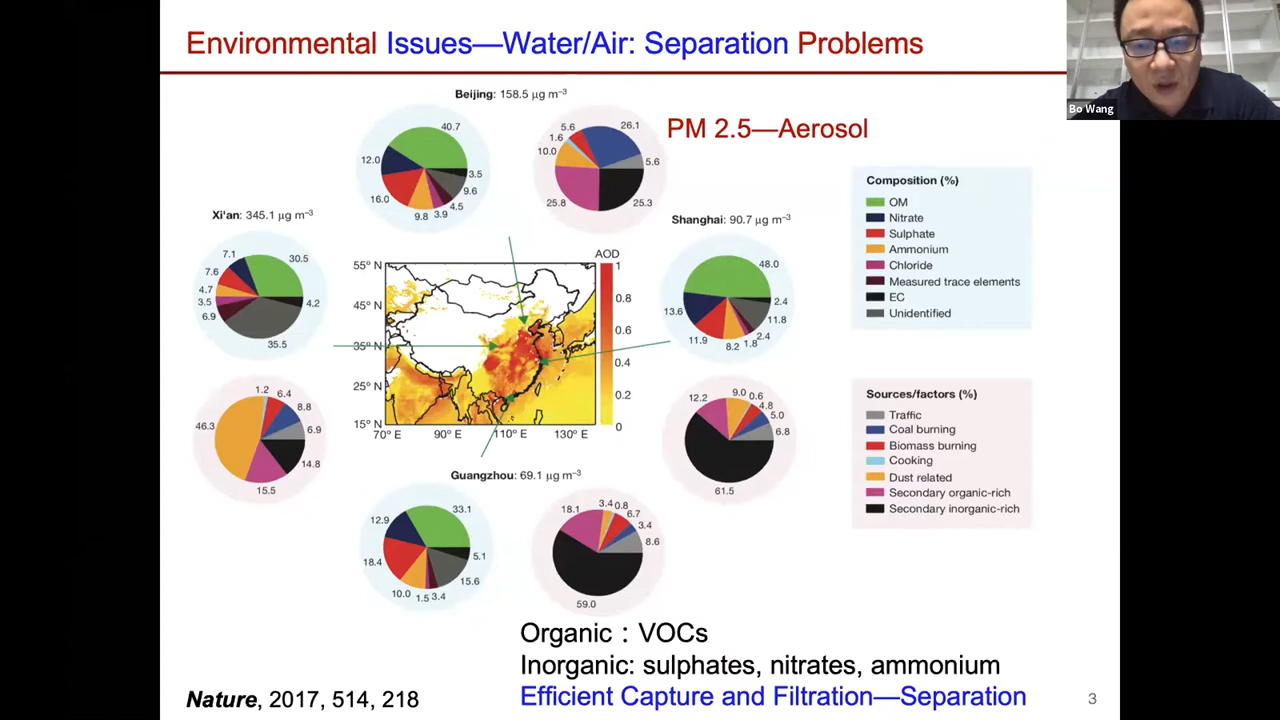 Environmental Issues—Water/Air: Separation Problems
Bo Wang
Beijing: 158.5 µg m⁻³
PM 2.5—Aerosol
40.7
12.0
16.0
9.8
3.9
4.5
9.6
3.5
5.6
1.6
10.0
25.8
26.1
5.6
25.3
Xi'an: 345.1 µg m⁻³
7.1
7.6
4.7
3.5
6.9
30.5
4.2
35.5
1.2
6.4
8.8
6.9
14.8
15.5
46.3
AOD
1
0.8
0.6
0.4
0.2
0
55° N
45° N
35° N
25° N
15° N
70° E
90° E
110° E
130° E
Shanghai: 90.7 µg m⁻³
48.0
13.6
11.9
8.2
1.8
2.4
11.8
2.4
12.2
9.0
0.6
4.8
5.0
6.8
61.5
Guangzhou: 69.1 µg m⁻³
33.1
12.9
18.4
10.0
1.5
3.4
15.6
5.1
18.1
3.4
0.8
6.7
3.4
8.6
59.0
Composition (%)
OM
Nitrate
Sulphate
Ammonium
Chloride
Measured trace elements
EC
Unidentified
Sources/factors (%)
Traffic
Coal burning
Biomass burning
Cooking
Dust related
Secondary organic-rich
Secondary inorganic-rich
Organic：VOCs
Inorganic: sulphates, nitrates, ammonium
Efficient Capture and Filtration—Separation
Nature, 2017, 514, 218
3